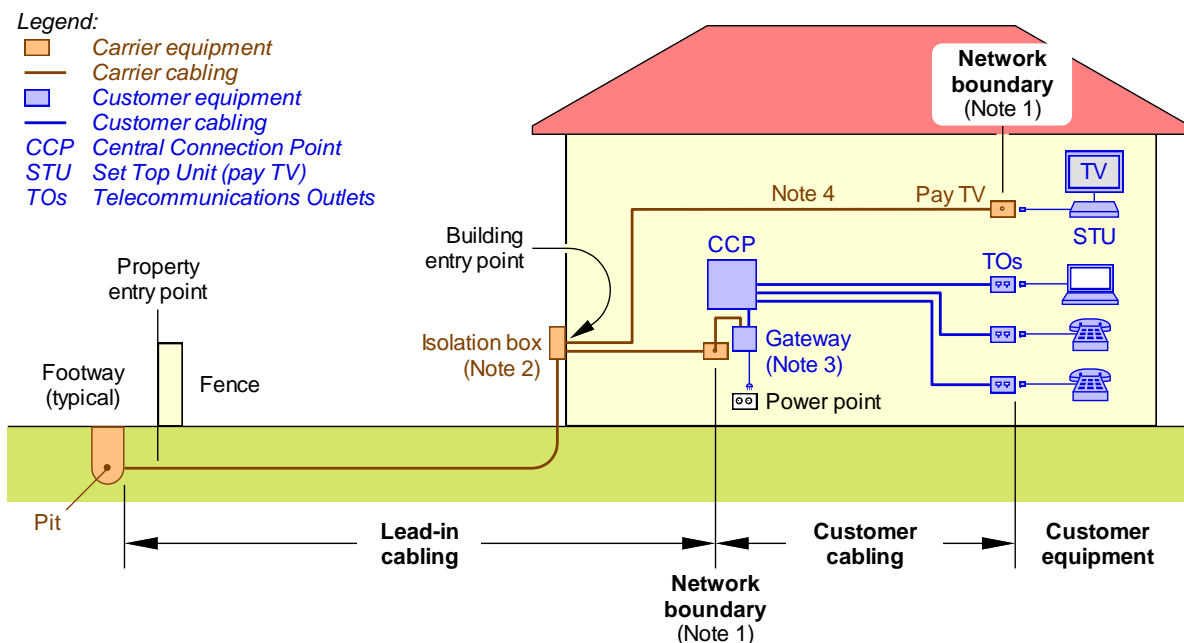 Legend:
Carrier equipment
Carrier cabling
Customer equipment
Customer cabling
CCP Central Connection Point
STU Set Top Unit (pay TV)
TOs Telecommunications Outlets
Network
boundary
(Note 1)
TV
Note 4
Pay TV
STU
Building
entry point
CCP
TOs
Property
entry point
Isolation box
(Note 2)
Gateway
(Note 3)
Footway
(typical)
Fence
Power point
Pit
Lead-in
cabling
Customer
cabling
Customer
equipment
Network
boundary
(Note 1)